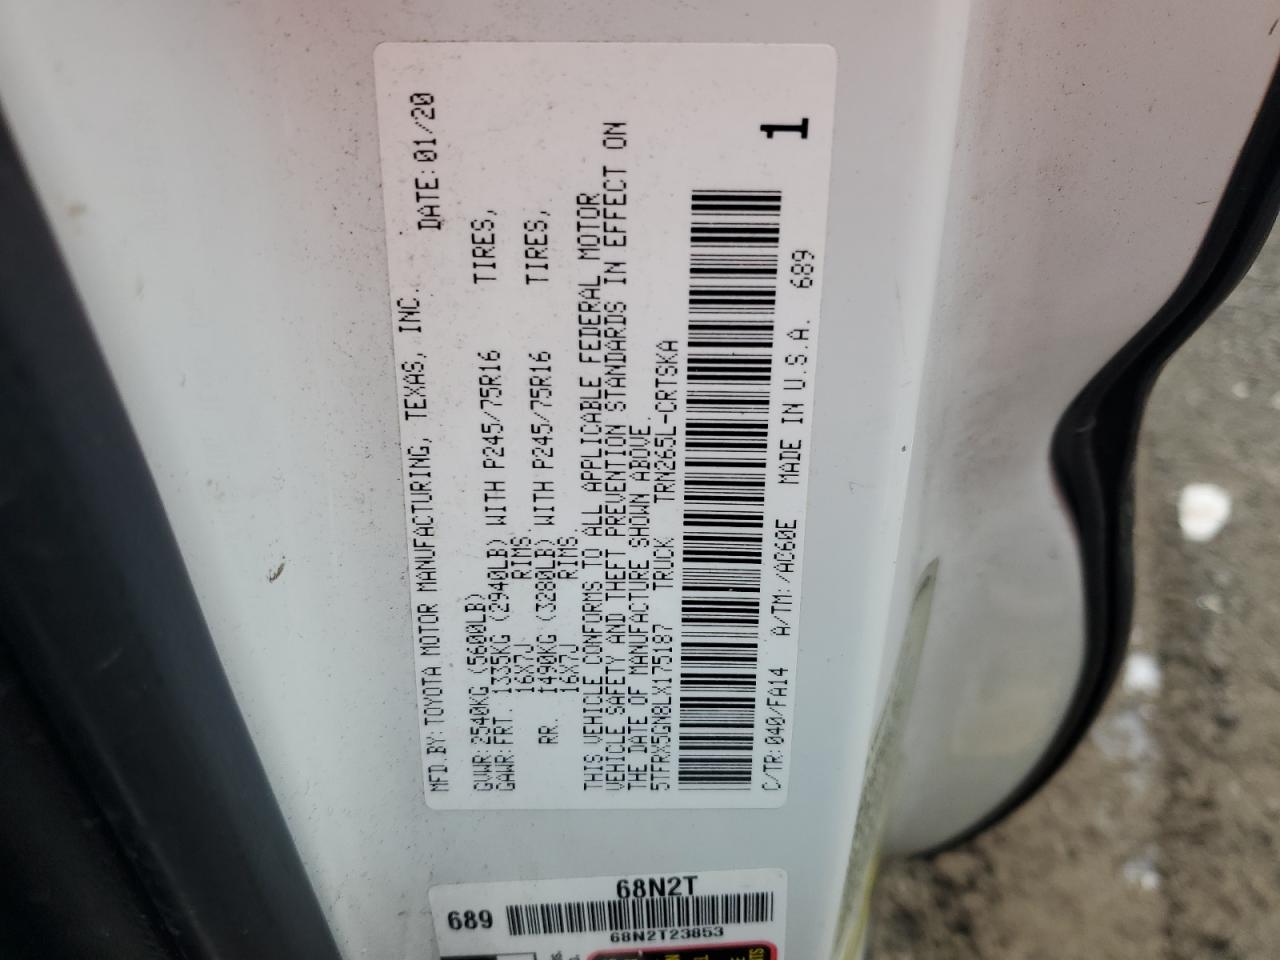 MFD. BY: TOYOTA MOTOR MANUFACTURING, TEXAS, INC. DATE: 01/20
GVWR: 2540KG (5600LB)
GAWR: FRT. 1335KG (2940LB) WITH P245/75R16 TIRES,
16X7J RIMS.
RR. 1490KG (3280LB) WITH P245/75R16 TIRES,
16X7J RIMS.
THIS VEHICLE CONFORMS TO ALL APPLICABLE FEDERAL MOTOR
VEHICLE SAFETY AND THEFT PREVENTION STANDARDS IN EFFECT ON
THE DATE OF MANUFACTURE SHOWN ABOVE.
5TFRX5GN8LX175187 TRUCK TRN265L-CRTSKA
1
C/TR: 040/FA14 A/TM: /AC60E MADE IN U.S.A. 689
68N2T
689
68N2T23853